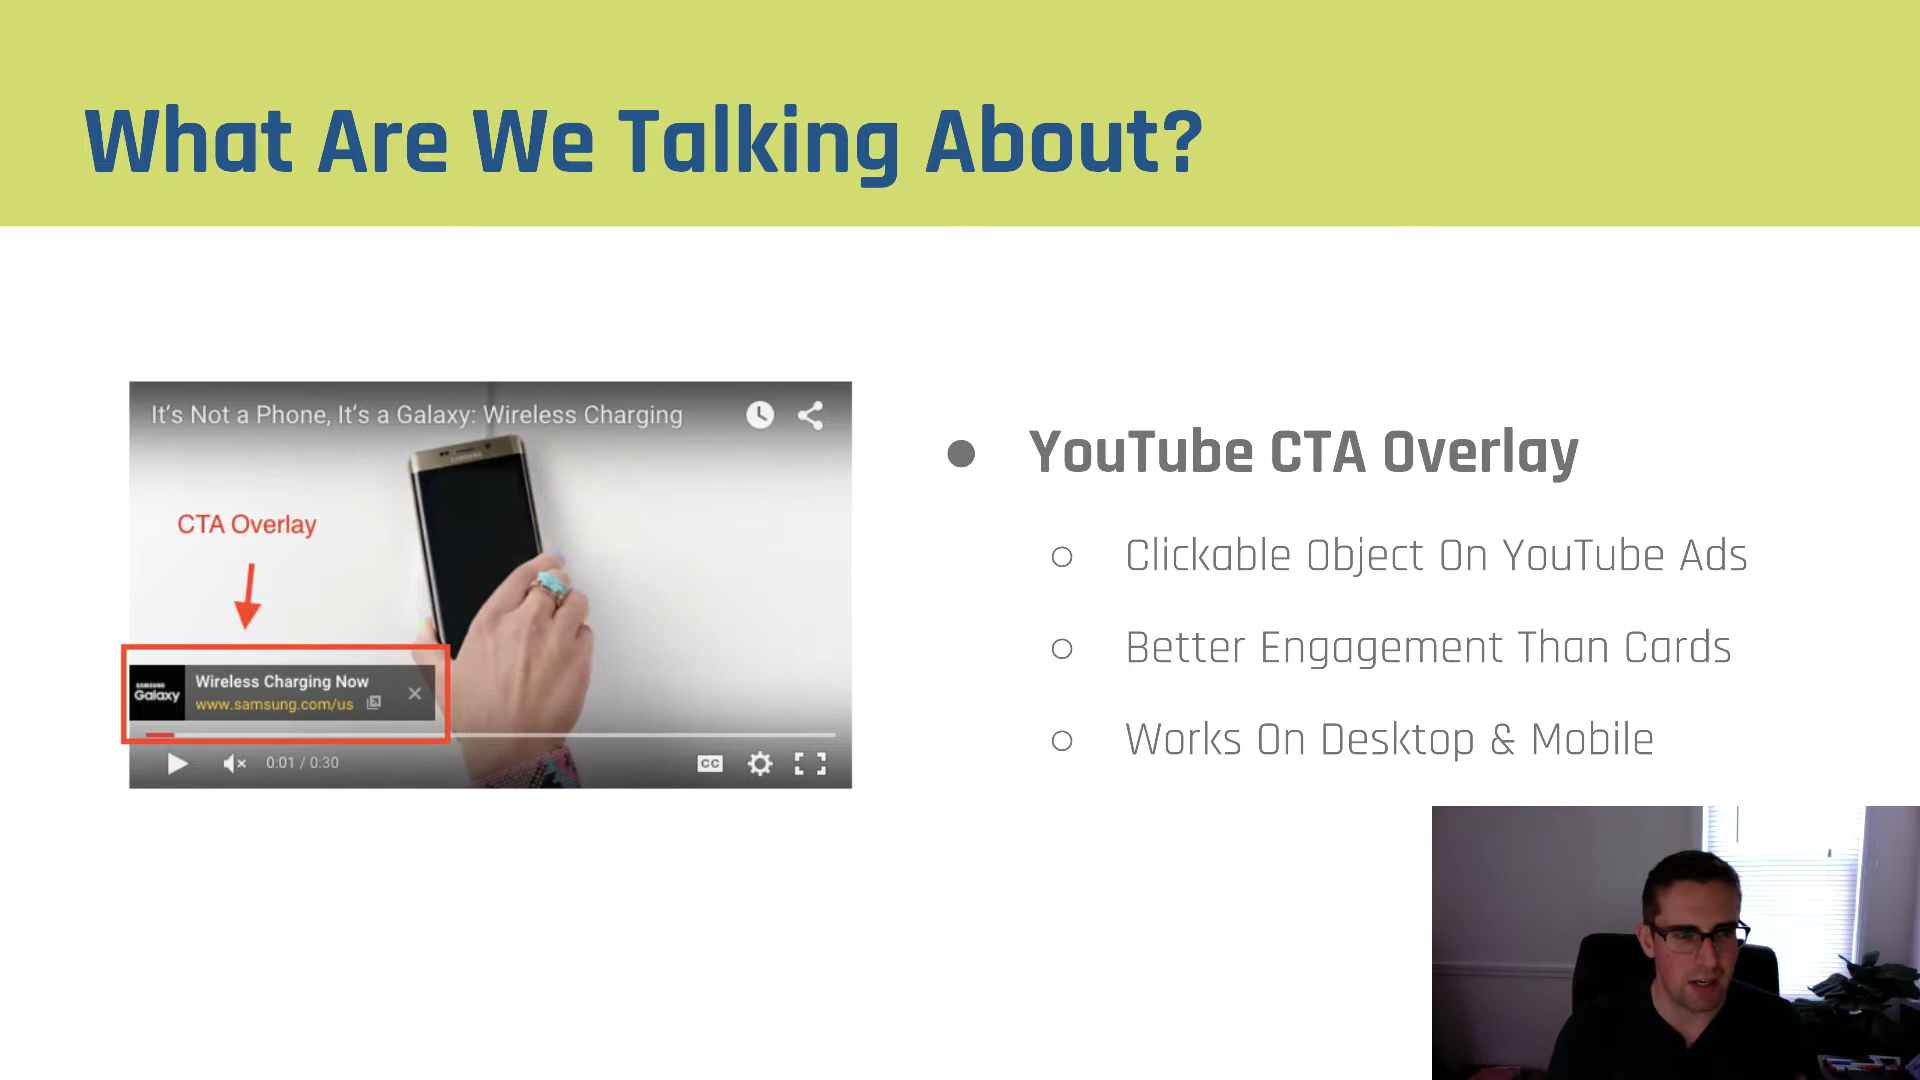 What Are We Talking About?
It's Not a Phone, It's a Galaxy: Wireless Charging
SAMSUNG
CTA Overlay
SAMSUNG
Galaxy
Wireless Charging Now
www.samsung.com/us
0:01 / 0:30
CC
● YouTube CTA Overlay
○ Clickable Object On YouTube Ads
○ Better Engagement Than Cards
○ Works On Desktop & Mobile